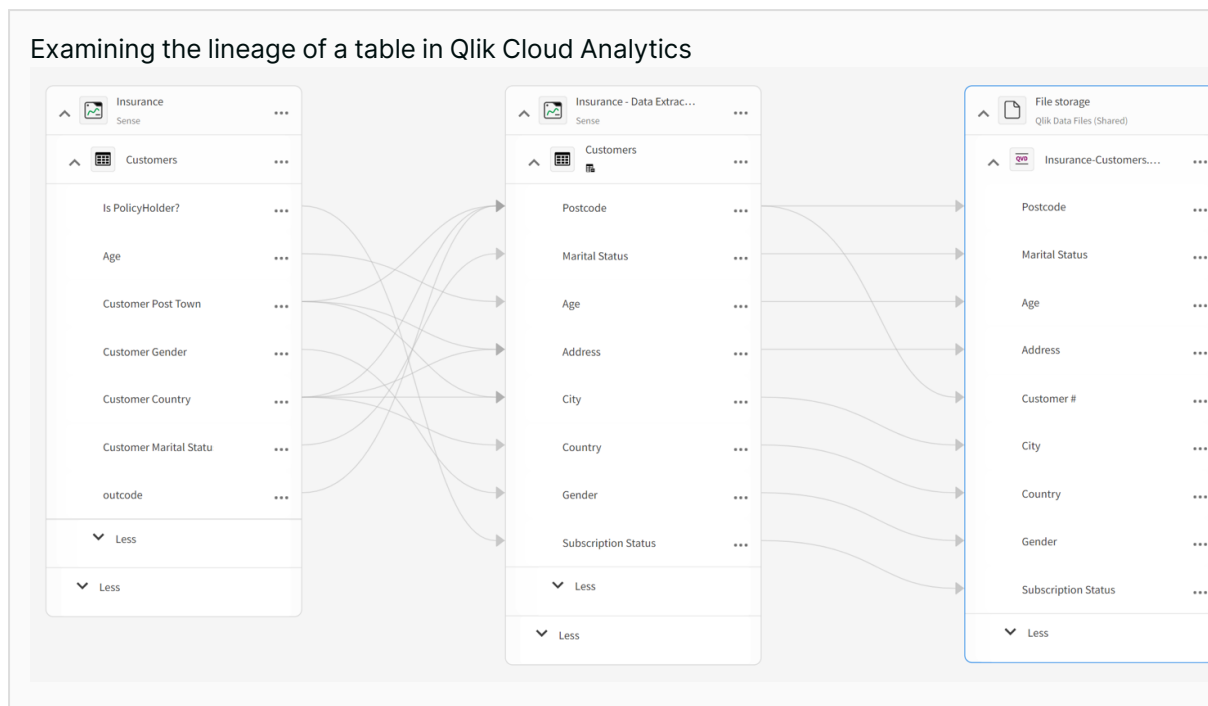 Examining the lineage of a table in Qlik Cloud Analytics
Insurance
Sense
Customers
Is PolicyHolder?
Age
Customer Post Town
Customer Gender
Customer Country
Customer Marital Statu
outcode
Less
Less
Insurance - Data Extrac...
Sense
Customers
Postcode
Marital Status
Age
Address
City
Country
Gender
Subscription Status
Less
Less
File storage
Qlik Data Files (Shared)
QVD
Insurance-Customers....
Postcode
Marital Status
Age
Address
Customer #
City
Country
Gender
Subscription Status
Less